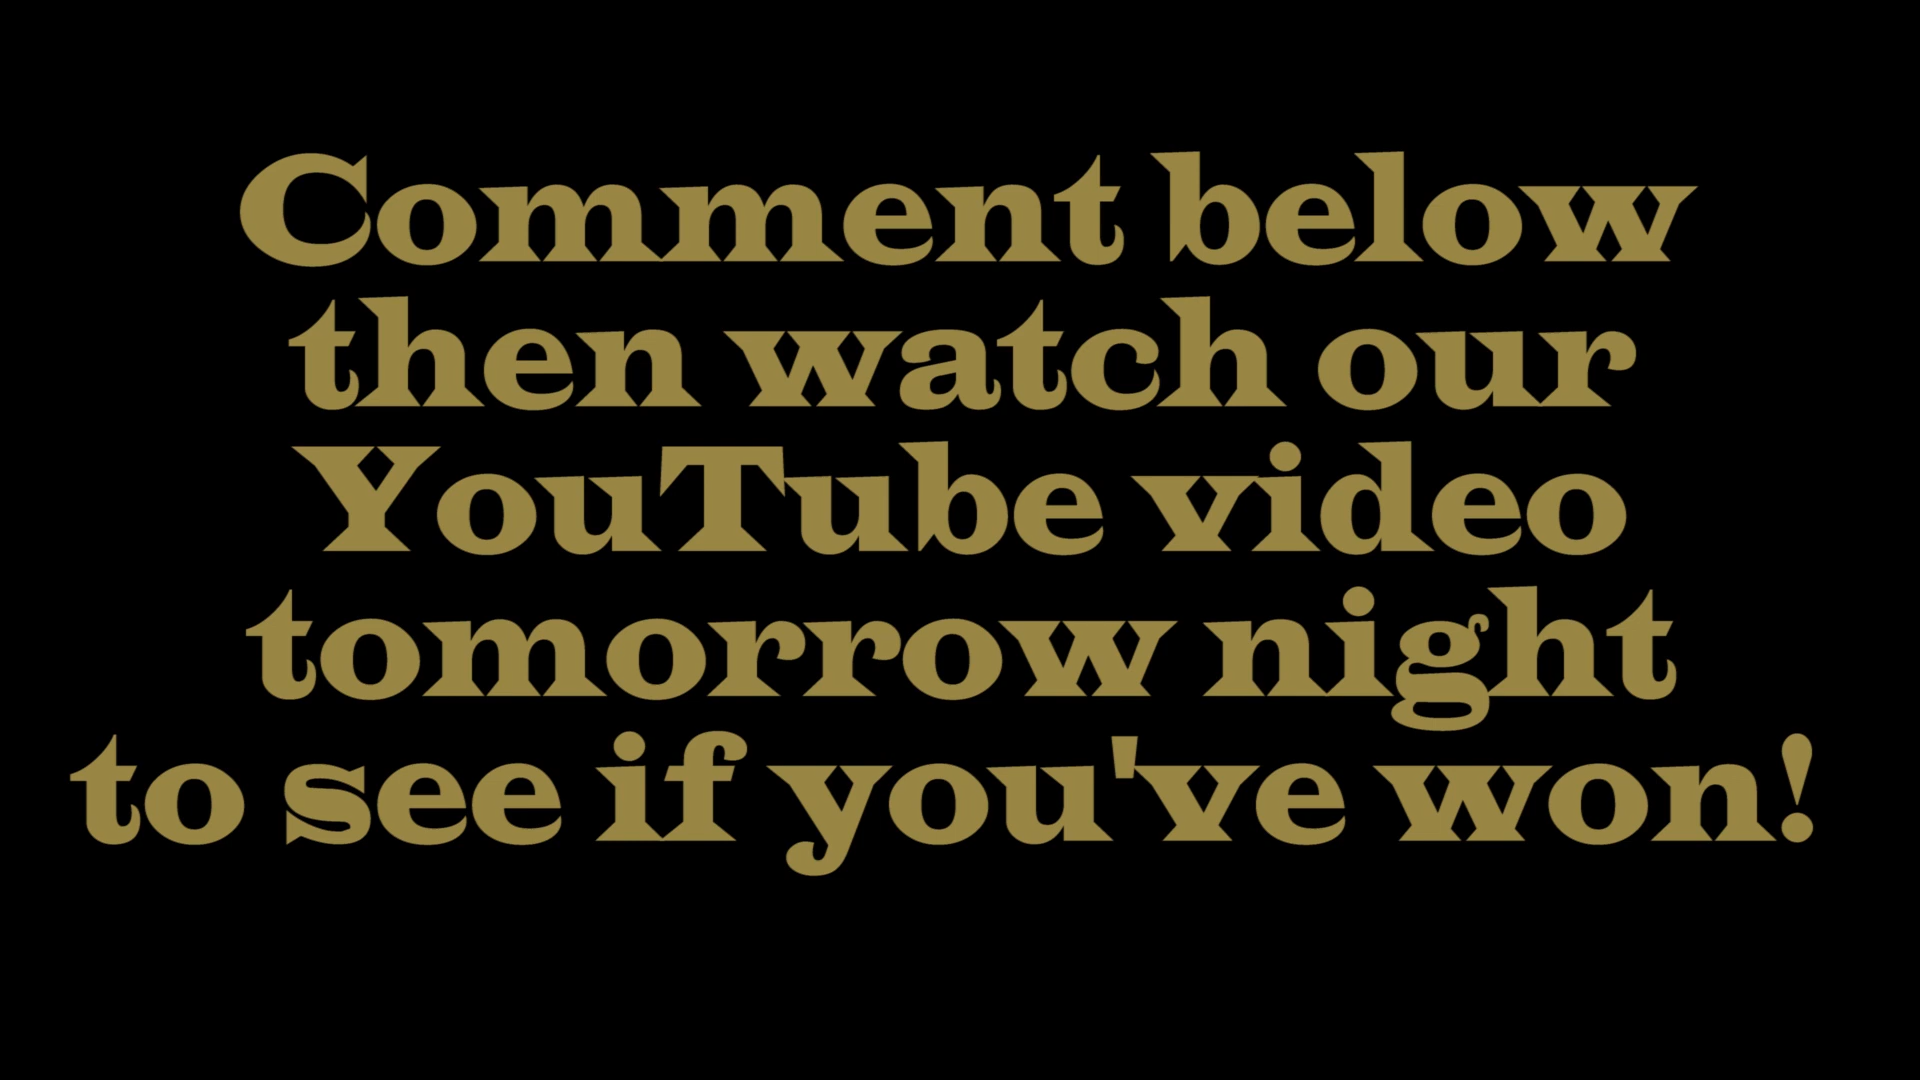 Comment below
then watch our
YouTube video
tomorrow night
to see if you've won!